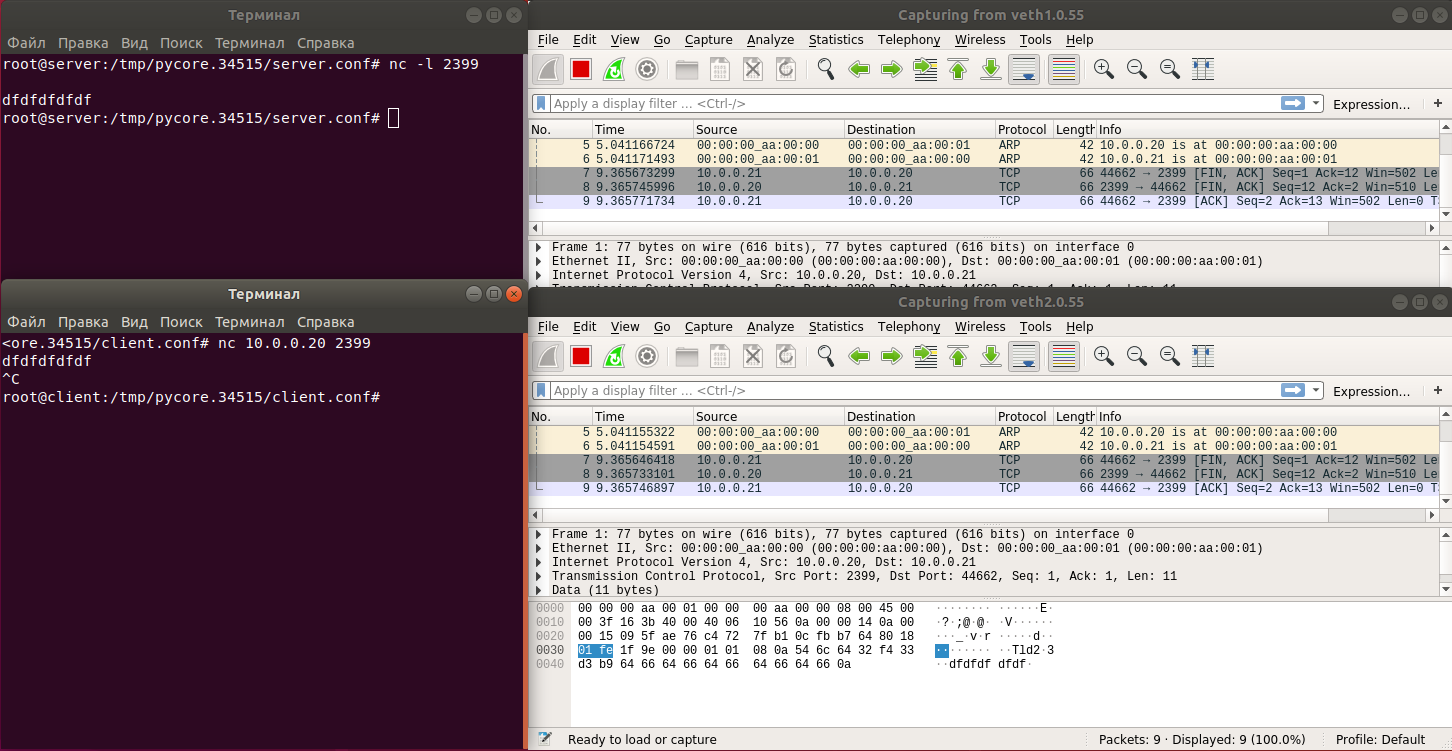 Терминал
Файл Правка Вид Поиск Терминал Справка
root@server:/tmp/pycore.34515/server.conf# nc -l 2399
dfdfdfdfdf
root@server:/tmp/pycore.34515/server.conf#
Терминал
Файл Правка Вид Поиск Терминал Справка
<ore.34515/client.conf# nc 10.0.0.20 2399
dfdfdfdfdf
^C
root@client:/tmp/pycore.34515/client.conf#
Capturing from veth1.0.55
File Edit View Go Capture Analyze Statistics Telephony Wireless Tools Help
Apply a display filter ... <Ctrl-/> Expression... +
No. Time Source Destination Protocol Length Info
5 5.041166724 00:00:00_aa:00:00 00:00:00_aa:00:01 ARP 42 10.0.0.20 is at 00:00:00:aa:00:00
6 5.041171493 00:00:00_aa:00:01 00:00:00_aa:00:00 ARP 42 10.0.0.21 is at 00:00:00:aa:00:01
7 9.365673299 10.0.0.21 10.0.0.20 TCP 66 44662 → 2399 [FIN, ACK] Seq=1 Ack=12 Win=502 Le
8 9.365745996 10.0.0.20 10.0.0.21 TCP 66 2399 → 44662 [FIN, ACK] Seq=12 Ack=2 Win=510 Le
9 9.365771734 10.0.0.21 10.0.0.20 TCP 66 44662 → 2399 [ACK] Seq=2 Ack=13 Win=502 Len=0 T
Frame 1: 77 bytes on wire (616 bits), 77 bytes captured (616 bits) on interface 0
Ethernet II, Src: 00:00:00_aa:00:00 (00:00:00:aa:00:00), Dst: 00:00:00_aa:00:01 (00:00:00:aa:00:01)
Internet Protocol Version 4, Src: 10.0.0.20, Dst: 10.0.0.21
Capturing from veth2.0.55
File Edit View Go Capture Analyze Statistics Telephony Wireless Tools Help
Apply a display filter ... <Ctrl-/> Expression... +
No. Time Source Destination Protocol Length Info
5 5.041155322 00:00:00_aa:00:00 00:00:00_aa:00:01 ARP 42 10.0.0.20 is at 00:00:00:aa:00:00
6 5.041154591 00:00:00_aa:00:01 00:00:00_aa:00:00 ARP 42 10.0.0.21 is at 00:00:00:aa:00:01
7 9.365646418 10.0.0.21 10.0.0.20 TCP 66 44662 → 2399 [FIN, ACK] Seq=1 Ack=12 Win=502 Le
8 9.365733101 10.0.0.20 10.0.0.21 TCP 66 2399 → 44662 [FIN, ACK] Seq=12 Ack=2 Win=510 Le
9 9.365746897 10.0.0.21 10.0.0.20 TCP 66 44662 → 2399 [ACK] Seq=2 Ack=13 Win=502 Len=0 T
Frame 1: 77 bytes on wire (616 bits), 77 bytes captured (616 bits) on interface 0
Ethernet II, Src: 00:00:00_aa:00:00 (00:00:00:aa:00:00), Dst: 00:00:00_aa:00:01 (00:00:00:aa:00:01)
Internet Protocol Version 4, Src: 10.0.0.20, Dst: 10.0.0.21
Transmission Control Protocol, Src Port: 2399, Dst Port: 44662, Seq: 1, Ack: 1, Len: 11
Data (11 bytes)
0000 00 00 00 aa 00 01 00 00 00 aa 00 00 08 00 45 00 ········ ······E·
0010 00 3f 16 3b 40 00 40 06 10 56 0a 00 00 14 0a 00 ·?·;@·@· ·V······
0020 00 15 09 5f ae 76 c4 72 7f b1 0c fb b7 64 80 18 ···_·v·r ·····d··
0030 01 fe 1f 9e 00 00 01 01 08 0a 54 6c 64 32 f4 33 ········ ··Tld2·3
0040 d3 b9 64 66 64 66 64 66 64 66 64 66 0a ··dfdfdf dfdf·
Ready to load or capture Packets: 9 · Displayed: 9 (100.0%) Profile: Default